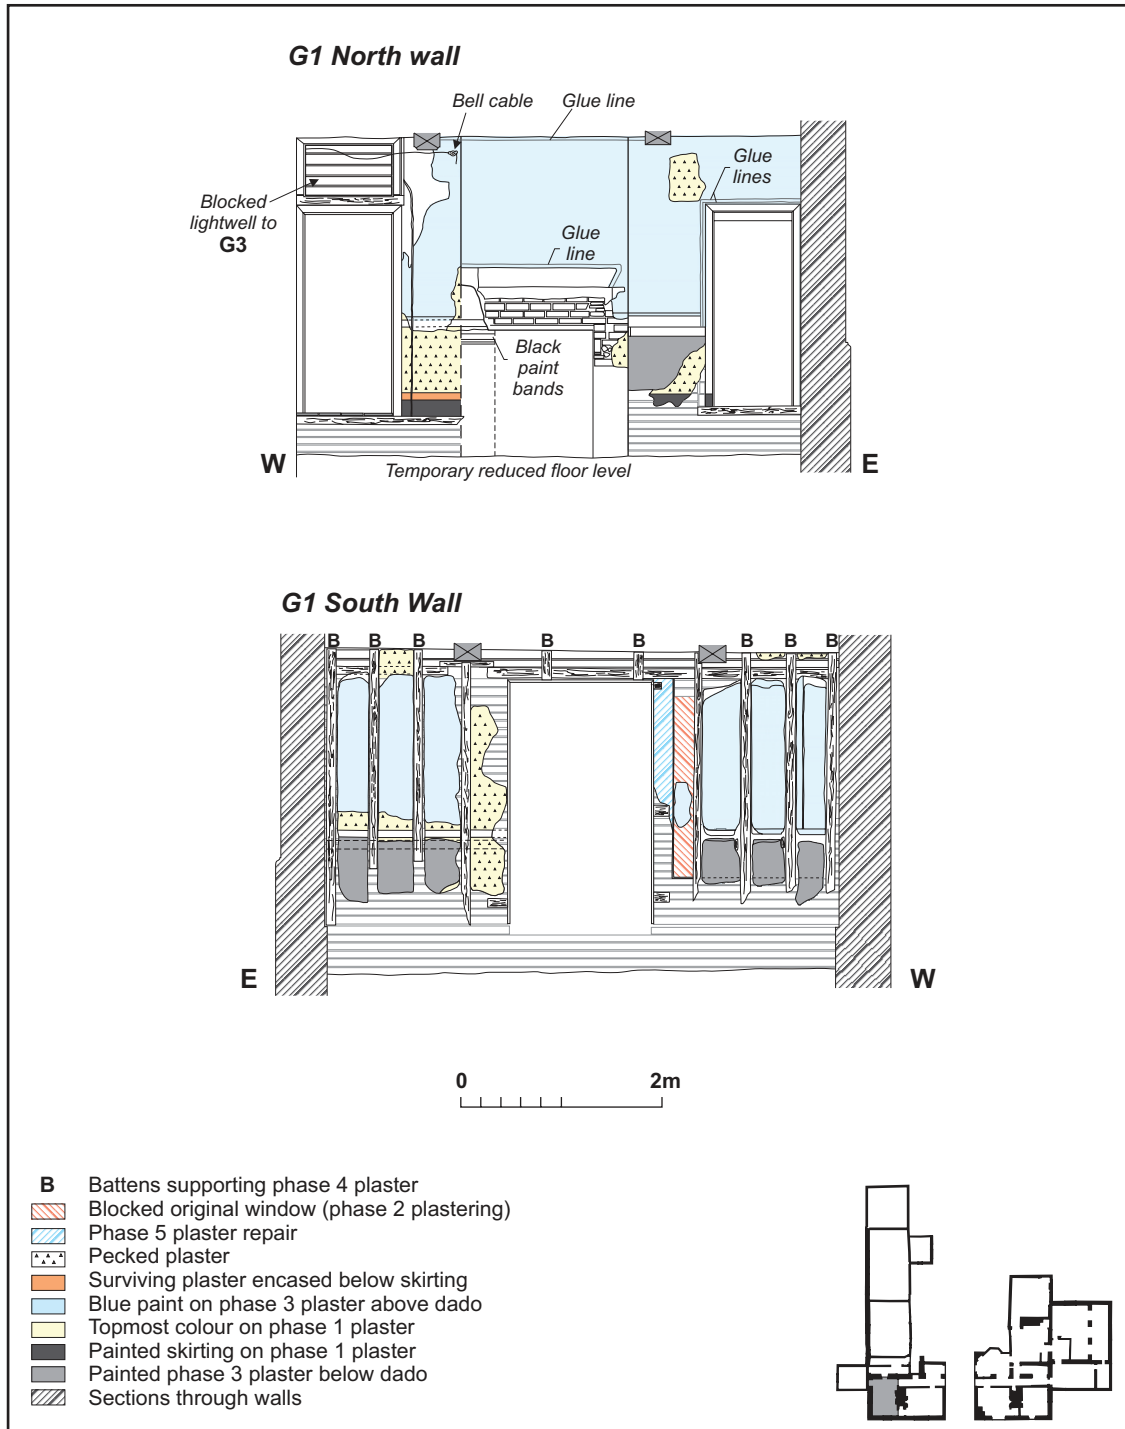 G1 North wall
Bell cable
Glue line
Glue
lines
Blocked
lightwell to
G3
Glue
line
Black
paint
bands
W
E
Temporary reduced floor level
G1 South Wall
B B B B B B B B
E
W
0 2m
B Battens supporting phase 4 plaster
Blocked original window (phase 2 plastering)
Phase 5 plaster repair
Pecked plaster
Surviving plaster encased below skirting
Blue paint on phase 3 plaster above dado
Topmost colour on phase 1 plaster
Painted skirting on phase 1 plaster
Painted phase 3 plaster below dado
Sections through walls